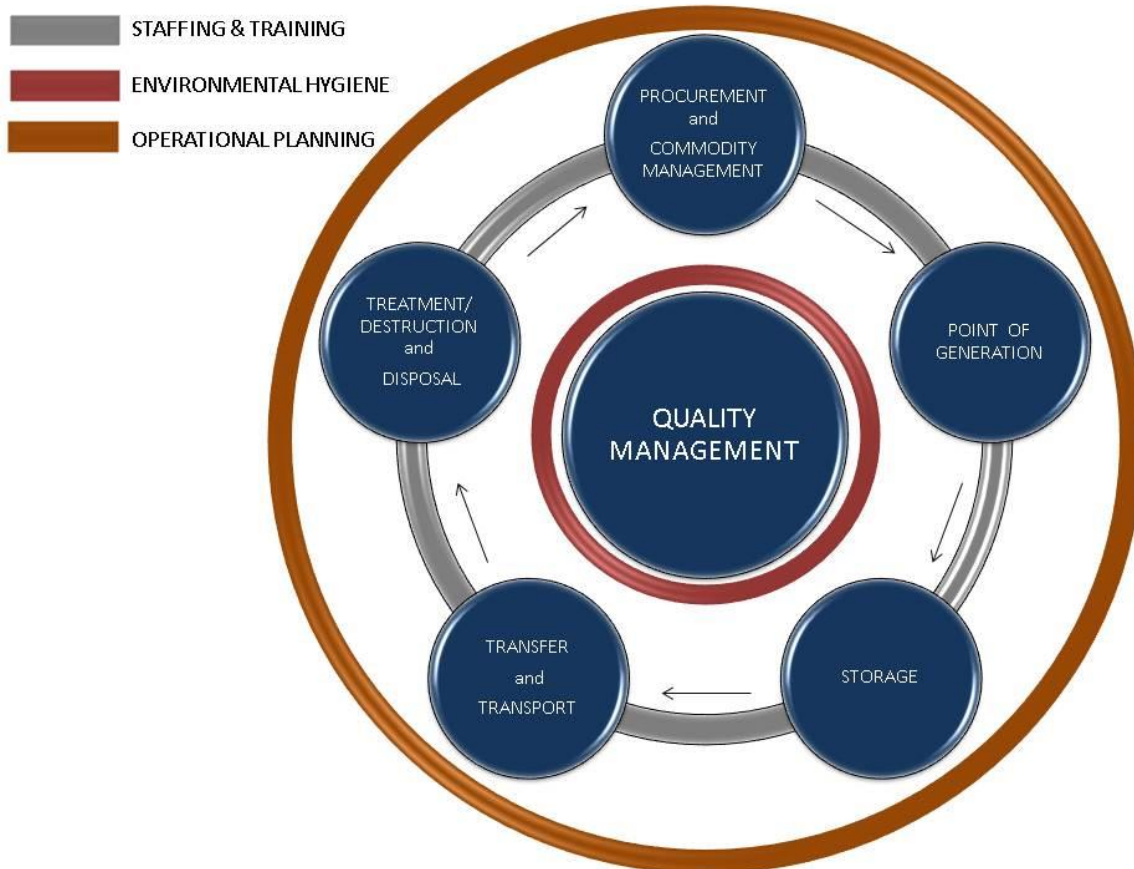 STAFFING & TRAINING
ENVIRONMENTAL HYGIENE
OPERATIONAL PLANNING
PROCUREMENT
and
COMMODITY
MANAGEMENT
POINT OF
GENERATION
STORAGE
TRANSFER
and
TRANSPORT
TREATMENT/
DESTRUCTION
and
DISPOSAL
QUALITY
MANAGEMENT